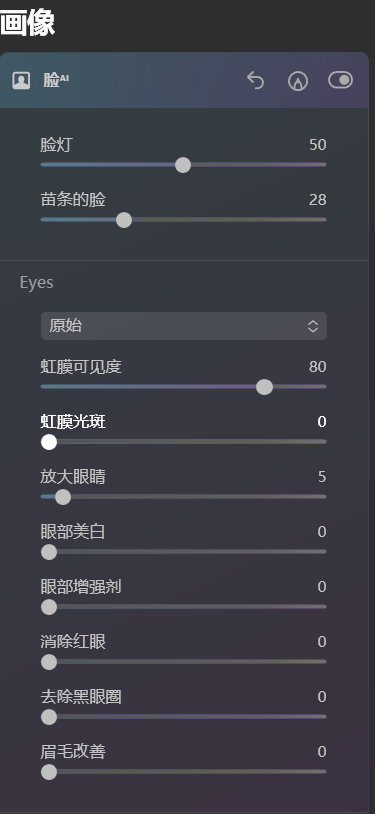 画像
脸AI
脸灯 50
苗条的脸 28
Eyes
原始
虹膜可见度 80
虹膜光斑 0
放大眼睛 5
眼部美白 0
眼部增强剂 0
消除红眼 0
去除黑眼圈 0
眉毛改善 0